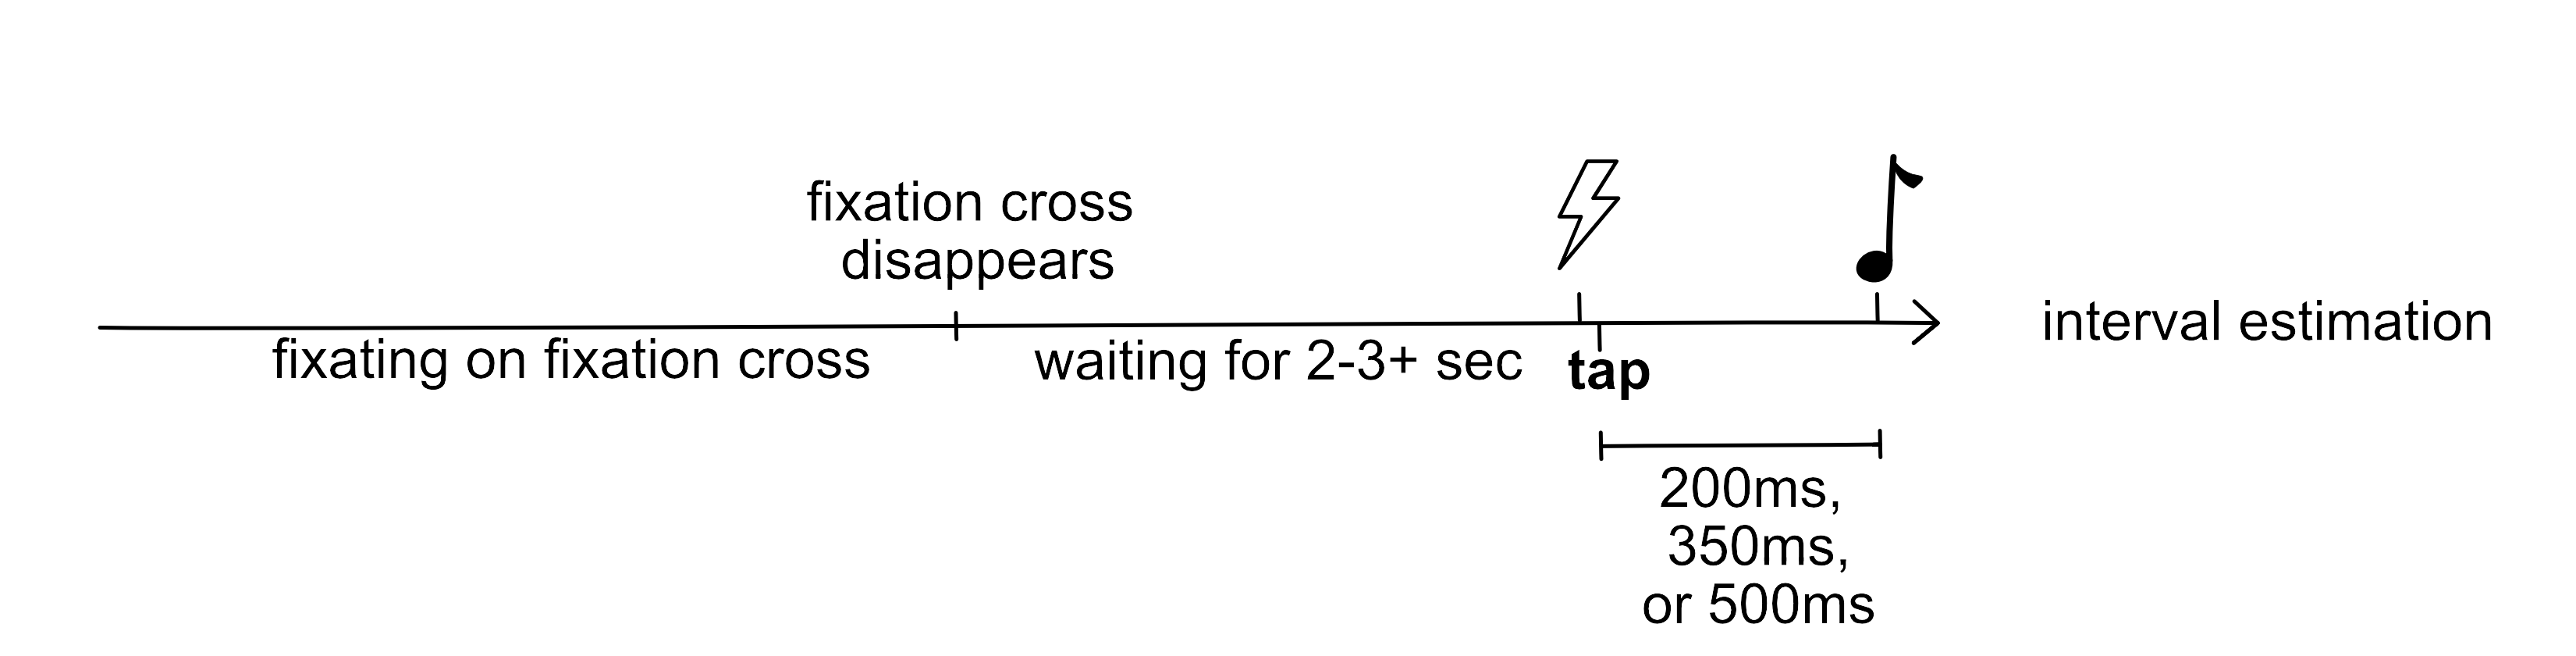 fixation cross
disappears
fixating on fixation cross
waiting for 2-3+ sec
tap
interval estimation
200ms,
350ms,
or 500ms